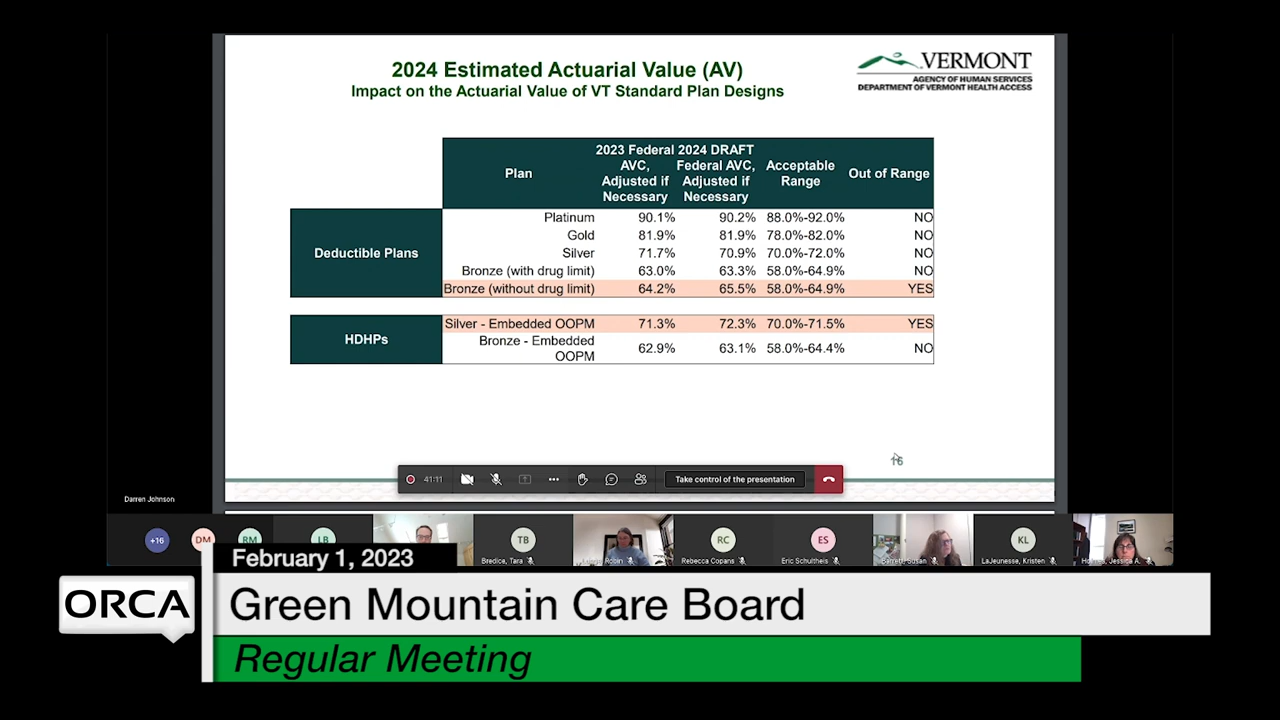 2024 Estimated Actuarial Value (AV)
Impact on the Actuarial Value of VT Standard Plan Designs
VERMONT
AGENCY OF HUMAN SERVICES
DEPARTMENT OF VERMONT HEALTH ACCESS
Plan
2023 Federal AVC, Adjusted if Necessary
2024 DRAFT Federal AVC, Adjusted if Necessary
Acceptable Range
Out of Range
Deductible Plans
Platinum 90.1% 90.2% 88.0%-92.0% NO
Gold 81.9% 81.9% 78.0%-82.0% NO
Silver 71.7% 70.9% 70.0%-72.0% NO
Bronze (with drug limit) 63.0% 63.3% 58.0%-64.9% NO
Bronze (without drug limit) 64.2% 65.5% 58.0%-64.9% YES
HDHPs
Silver - Embedded OOPM 71.3% 72.3% 70.0%-71.5% YES
Bronze - Embedded OOPM 62.9% 63.1% 58.0%-64.4% NO
16
41:11
Take control of the presentation
Darren Johnson
+16
DM
RM
LB
TB
RC
ES
KL
Bredice, Tara
Robin
Rebecca Copans
Eric Schultheis
Barrett, Susan
LaJeunesse, Kristen
Holmes, Jessica A.
February 1, 2023
ORCA
Green Mountain Care Board
Regular Meeting